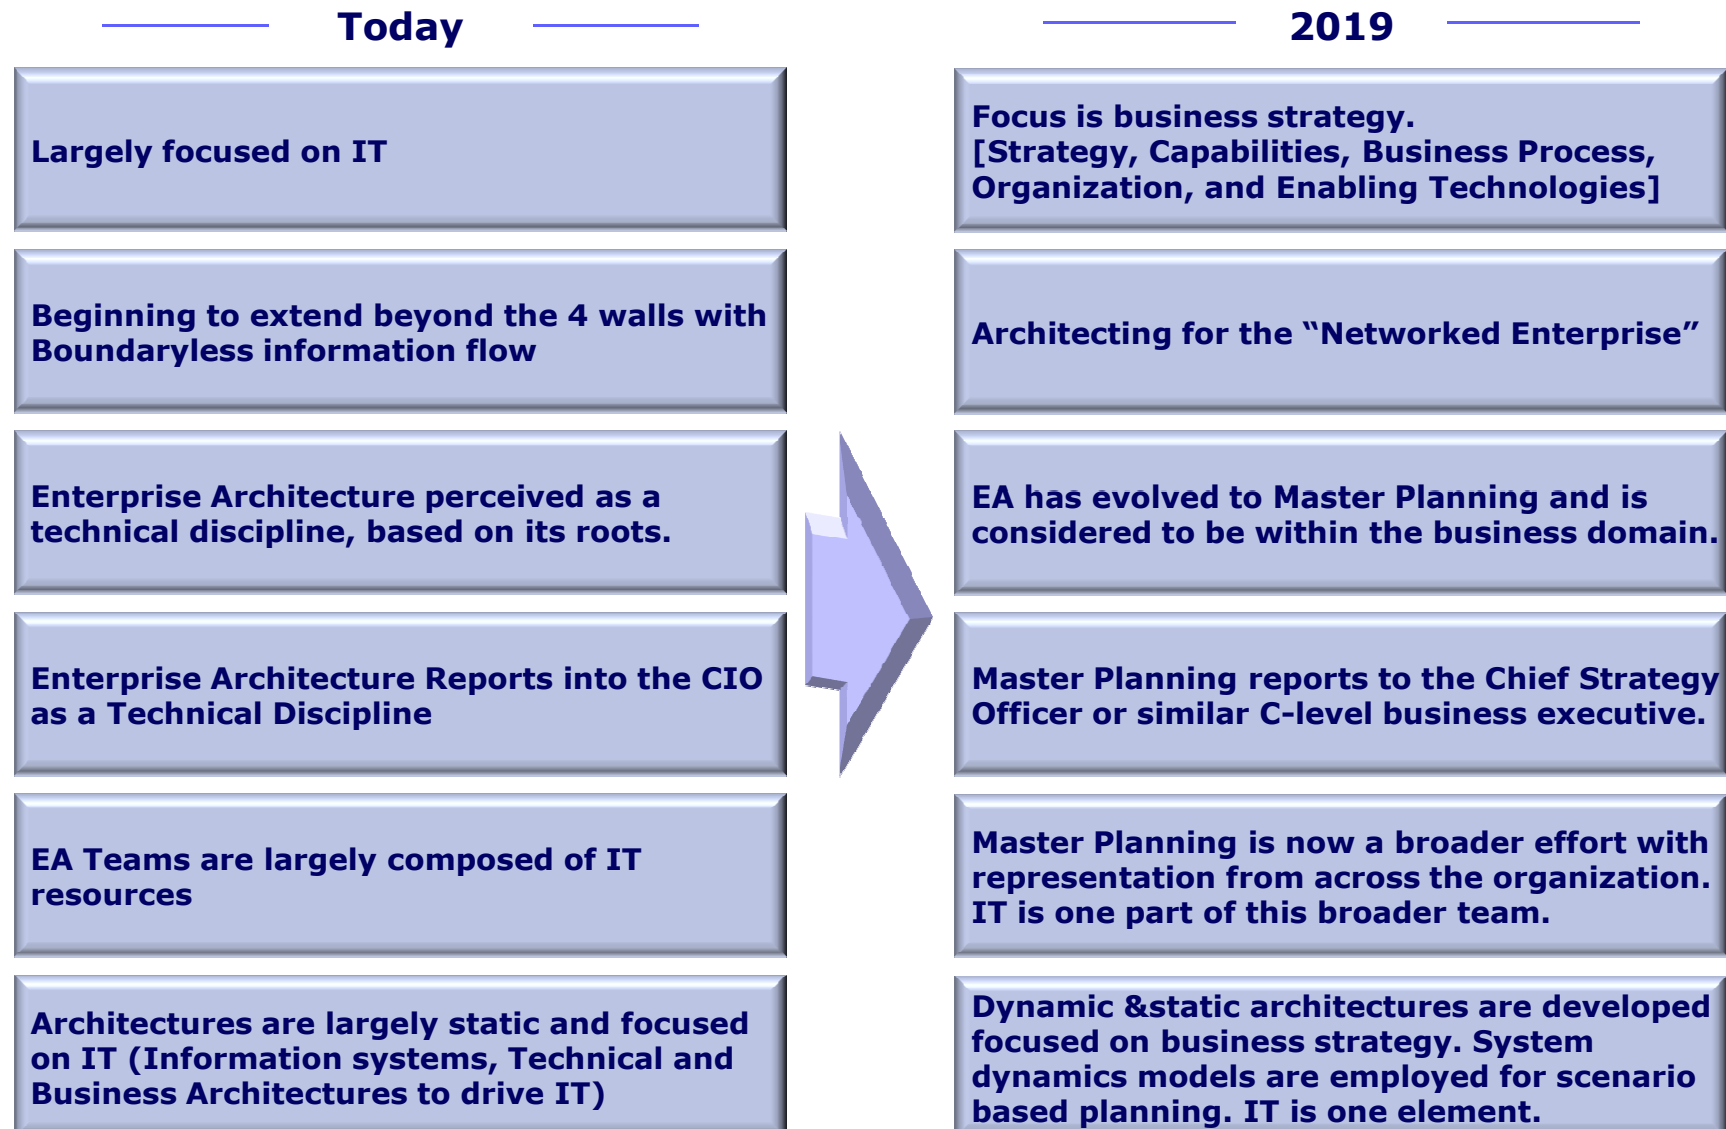 Today
2019
Largely focused on IT
Focus is business strategy.
[Strategy, Capabilities, Business Process,
Organization, and Enabling Technologies]
Beginning to extend beyond the 4 walls with
Boundaryless information flow
Architecting for the “Networked Enterprise”
Enterprise Architecture perceived as a
technical discipline, based on its roots.
EA has evolved to Master Planning and is
considered to be within the business domain.
Enterprise Architecture Reports into the CIO
as a Technical Discipline
Master Planning reports to the Chief Strategy
Officer or similar C-level business executive.
EA Teams are largely composed of IT
resources
Master Planning is now a broader effort with
representation from across the organization.
IT is one part of this broader team.
Architectures are largely static and focused
on IT (Information systems, Technical and
Business Architectures to drive IT)
Dynamic &static architectures are developed
focused on business strategy. System
dynamics models are employed for scenario
based planning. IT is one element.